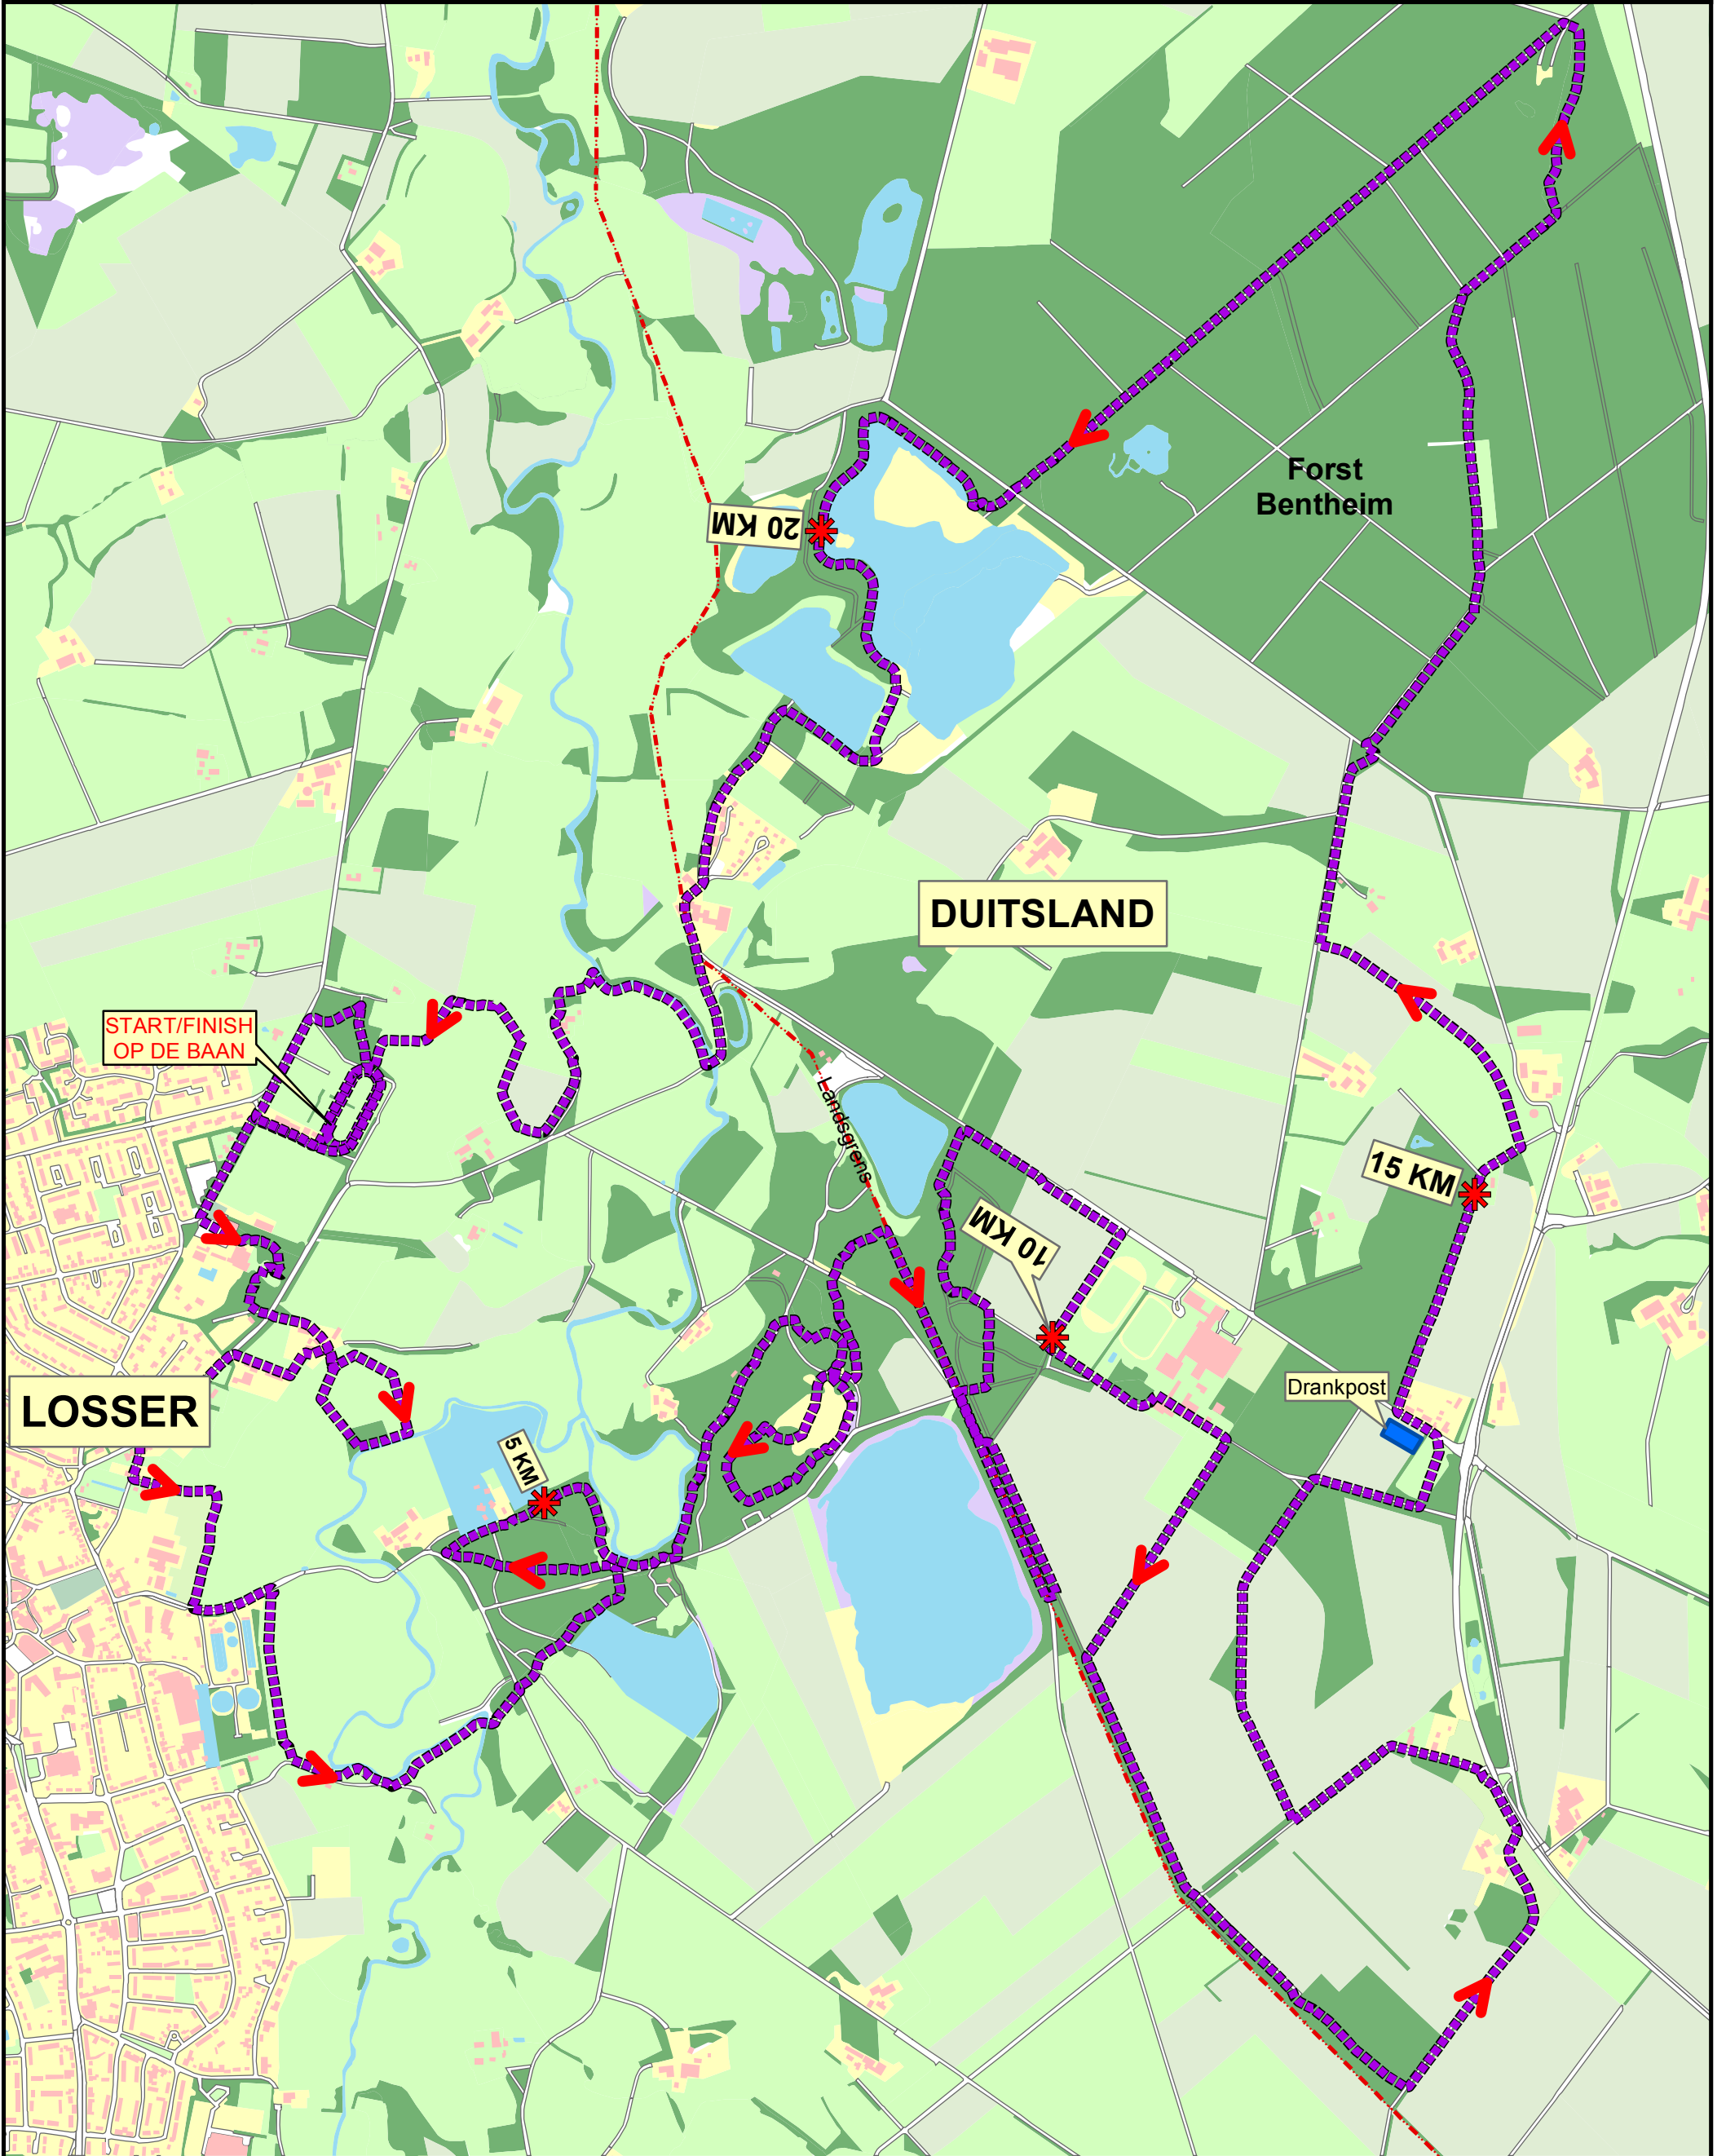 Forst
Bentheim
20 KM
DUITSLAND
START/FINISH
OP DE BAAN
Landsgrens
15 KM
10 KM
Drankpost
LOSSER
5 KM